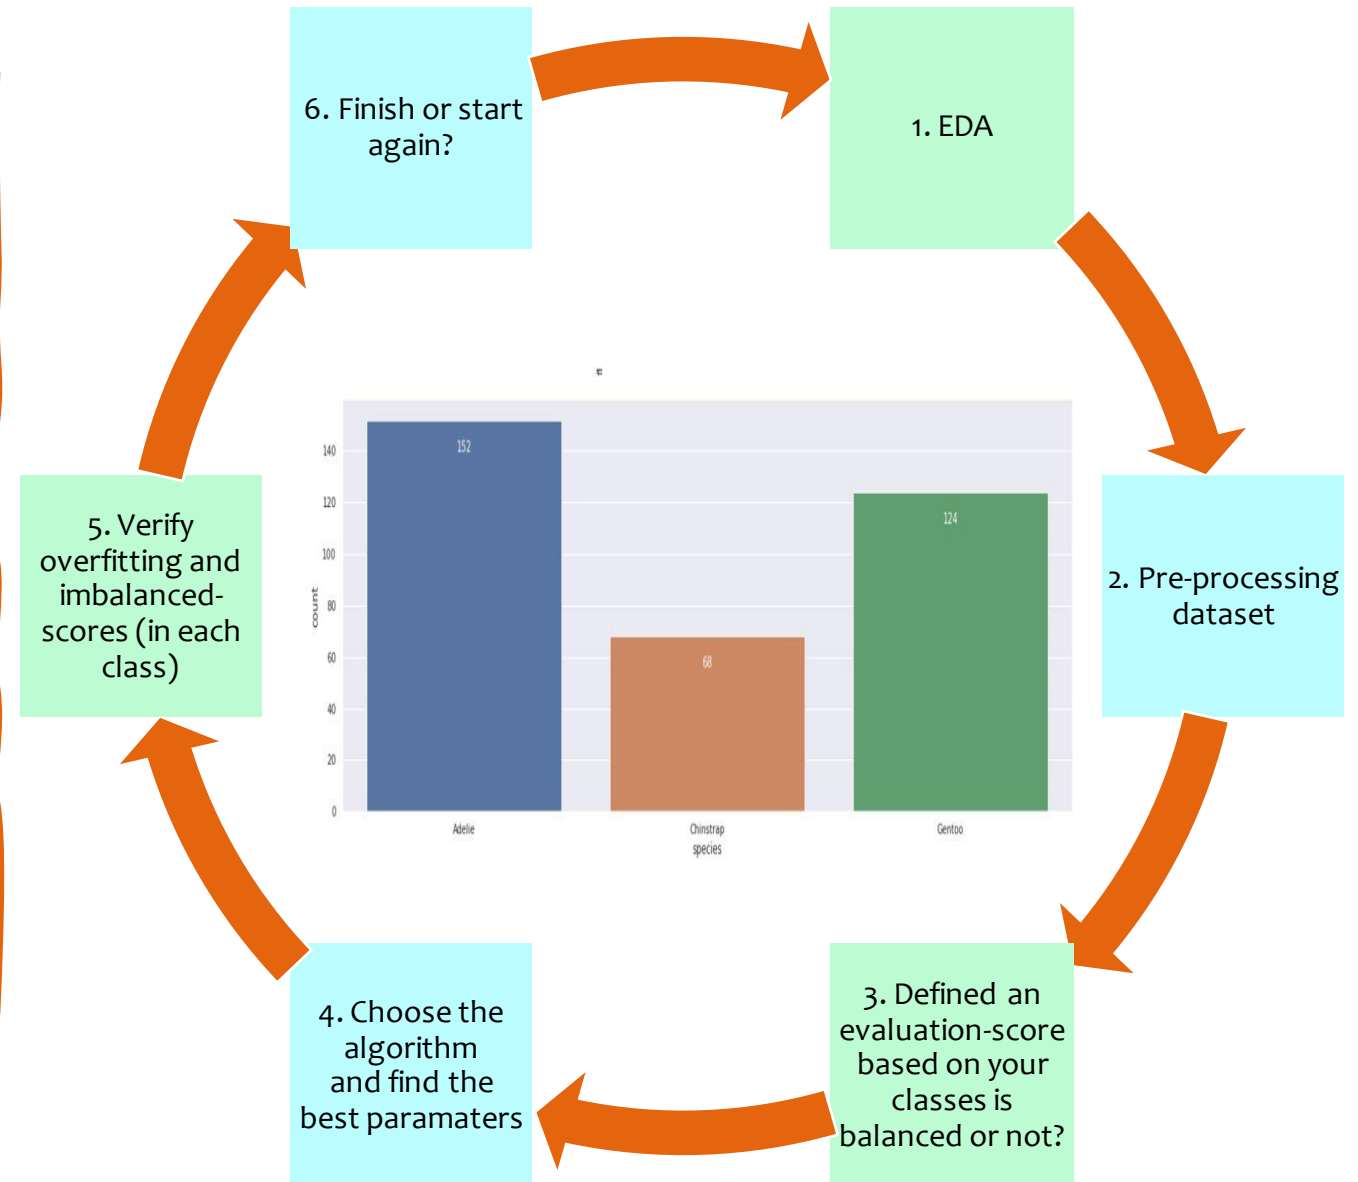 6. Finish or start
again?
1. EDA
2. Pre-processing
dataset
3. Defined an
evaluation-score
based on your
classes is
balanced or not?
4. Choose the
algorithm
and find the
best paramaters
5. Verify
overfitting and
imbalanced-
scores (in each
class)
140
120
100
80
60
40
20
0
count
152
68
124
Adelie
Chinstrap
Gentoo
species